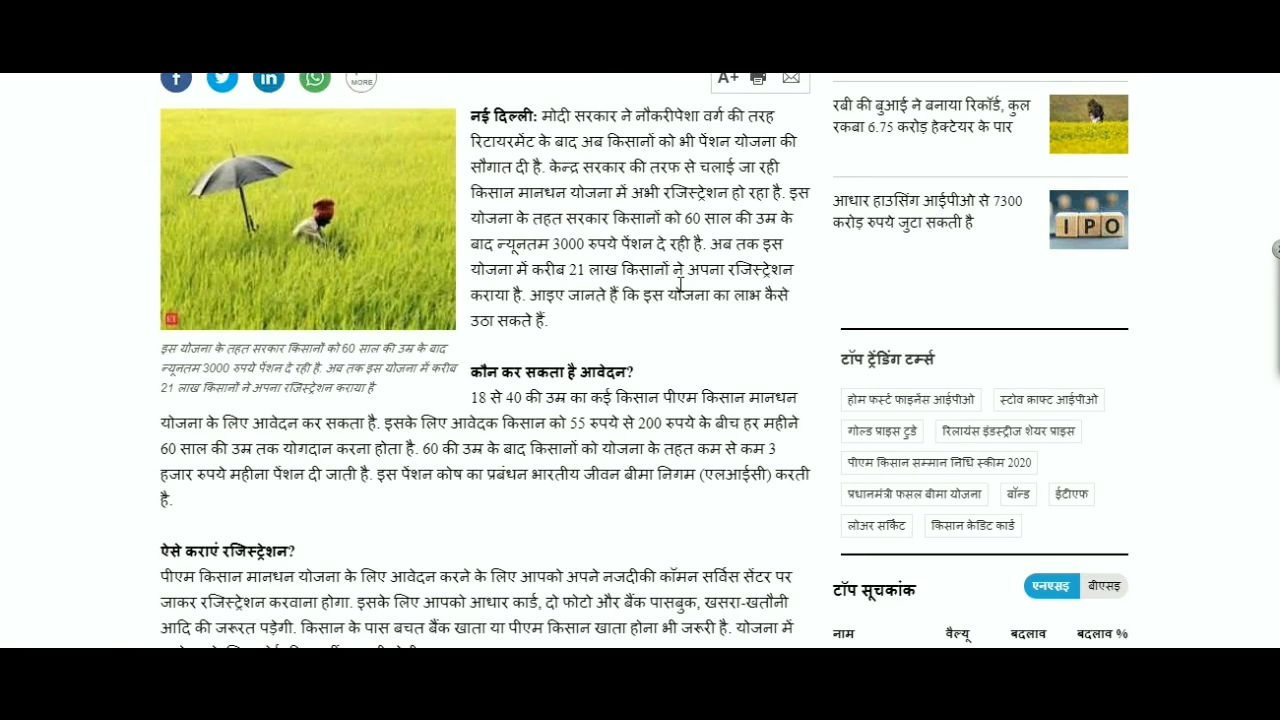 f
in
MORE
A+
नई दिल्ली: मोदी सरकार ने नौकरीपेशा वर्ग की तरह
रिटायरमेंट के बाद अब किसानों को भी पेंशन योजना की
सौगात दी है. केन्द्र सरकार की तरफ से चलाई जा रही
किसान मानधन योजना में अभी रजिस्ट्रेशन हो रहा है. इस
योजना के तहत सरकार किसानों को 60 साल की उम्र के
बाद न्यूनतम 3000 रुपये पेंशन दे रही है. अब तक इस
योजना में करीब 21 लाख किसानों ने अपना रजिस्ट्रेशन
कराया है. आइए जानते हैं कि इस योजना का लाभ कैसे
उठा सकते हैं.
इस योजना के तहत सरकार किसानों को 60 साल की उम्र के बाद
न्यूनतम 3000 रुपये पेंशन दे रही है. अब तक इस योजना में करीब
21 लाख किसानों ने अपना रजिस्ट्रेशन कराया है
कौन कर सकता है आवेदन?
18 से 40 की उम्र का कई किसान पीएम किसान मानधन
योजना के लिए आवेदन कर सकता है. इसके लिए आवेदक किसान को 55 रुपये से 200 रुपये के बीच हर महीने
60 साल की उम्र तक योगदान करना होता है. 60 की उम्र के बाद किसानों को योजना के तहत कम से कम 3
हजार रुपये महीना पेंशन दी जाती है. इस पेंशन कोष का प्रबंधन भारतीय जीवन बीमा निगम (एलआईसी) करती
है.
ऐसे कराएं रजिस्ट्रेशन?
पीएम किसान मानधन योजना के लिए आवेदन करने के लिए आपको अपने नजदीकी कॉमन सर्विस सेंटर पर
जाकर रजिस्ट्रेशन करवाना होगा. इसके लिए आपको आधार कार्ड, दो फोटो और बैंक पासबुक, खसरा-खतौनी
आदि की जरूरत पड़ेगी. किसान के पास बचत बैंक खाता या पीएम किसान खाता होना भी जरूरी है. योजना में
रबी की बुआई ने बनाया रिकॉर्ड, कुल
रकबा 6.75 करोड़ हेक्टेयर के पार
आधार हाउसिंग आईपीओ से 7300
करोड़ रुपये जुटा सकती है
I P O
टॉप ट्रेंडिंग टर्म्स
होम फर्स्ट फाइनेंस आईपीओ
स्टोव क्राफ्ट आईपीओ
गोल्ड प्राइस टुडे
रिलायंस इंडस्ट्रीज शेयर प्राइस
पीएम किसान सम्मान निधि स्कीम 2020
प्रधानमंत्री फसल बीमा योजना
बॉन्ड
ईटीएफ
लोअर सर्किट
किसान क्रेडिट कार्ड
टॉप सूचकांक
एनएसइ
बीएसइ
नाम
वैल्यू
बदलाव
बदलाव %